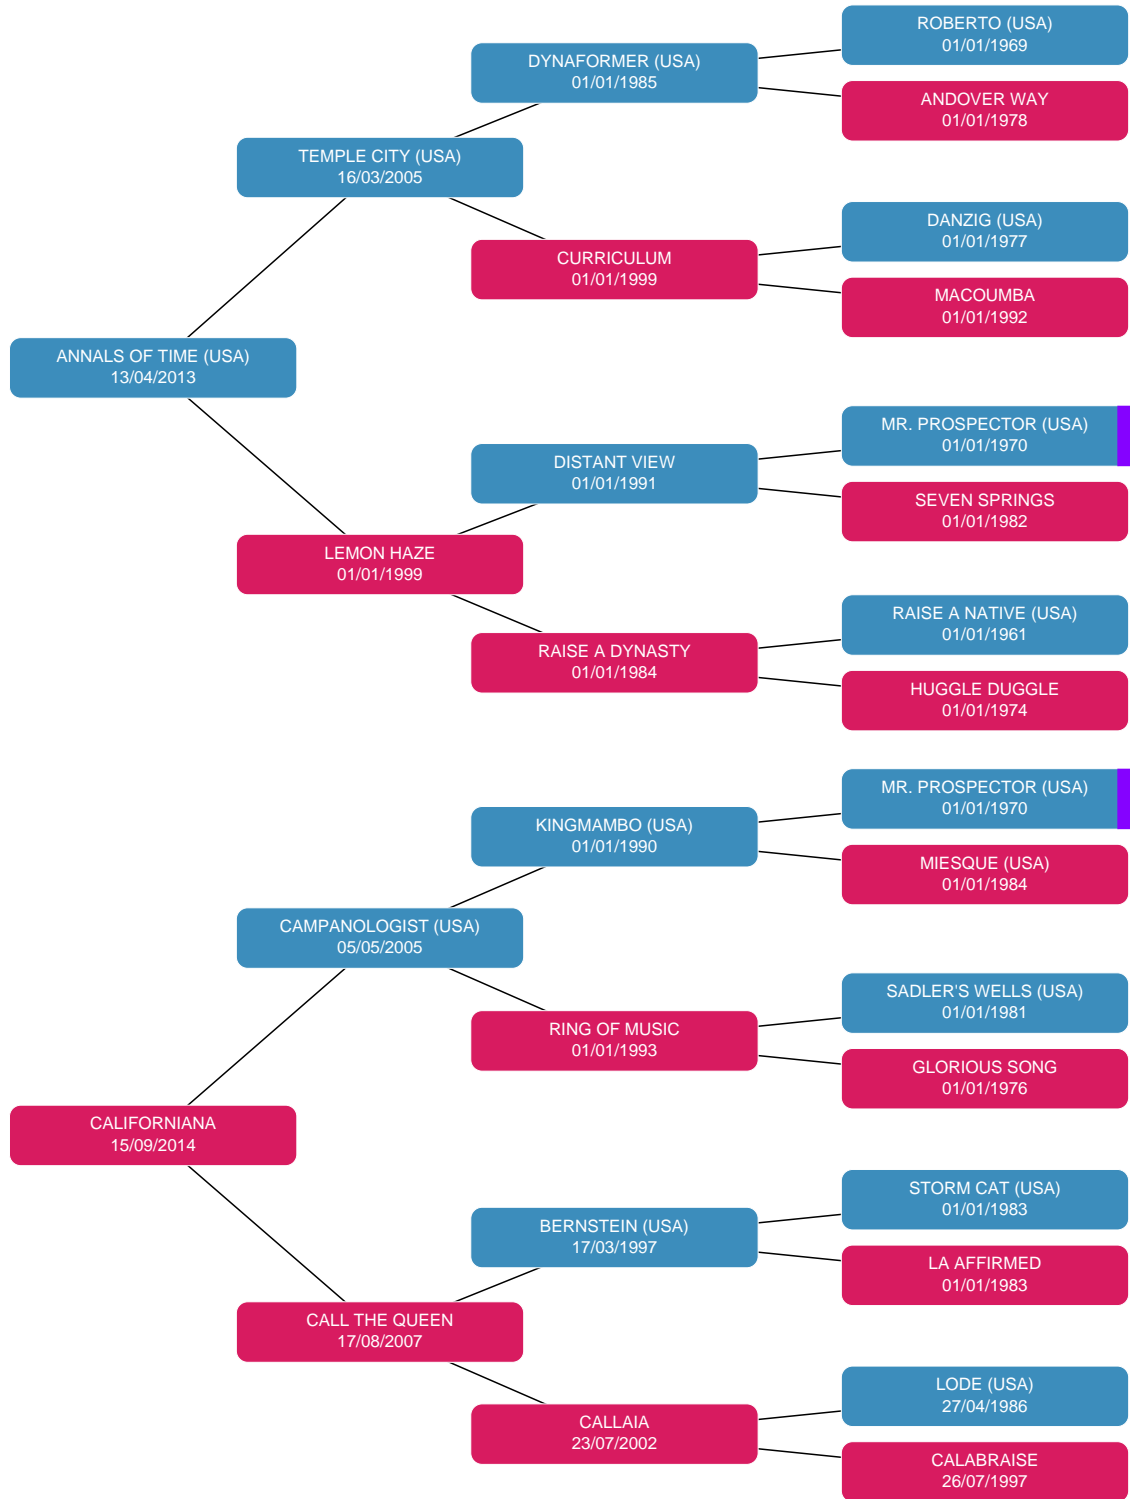 ROBERTO (USA)
01/01/1969
DYNAFORMER (USA)
01/01/1985
ANDOVER WAY
01/01/1978
TEMPLE CITY (USA)
16/03/2005
DANZIG (USA)
01/01/1977
CURRICULUM
01/01/1999
MACOUMBA
01/01/1992
ANNALS OF TIME (USA)
13/04/2013
MR. PROSPECTOR (USA)
01/01/1970
DISTANT VIEW
01/01/1991
SEVEN SPRINGS
01/01/1982
LEMON HAZE
01/01/1999
RAISE A NATIVE (USA)
01/01/1961
RAISE A DYNASTY
01/01/1984
HUGGLE DUGGLE
01/01/1974
MR. PROSPECTOR (USA)
01/01/1970
KINGMAMBO (USA)
01/01/1990
MIESQUE (USA)
01/01/1984
CAMPANOLOGIST (USA)
05/05/2005
SADLER'S WELLS (USA)
01/01/1981
RING OF MUSIC
01/01/1993
GLORIOUS SONG
01/01/1976
CALIFORNIANA
15/09/2014
STORM CAT (USA)
01/01/1983
BERNSTEIN (USA)
17/03/1997
LA AFFIRMED
01/01/1983
CALL THE QUEEN
17/08/2007
LODE (USA)
27/04/1986
CALLAIA
23/07/2002
CALABRAISE
26/07/1997